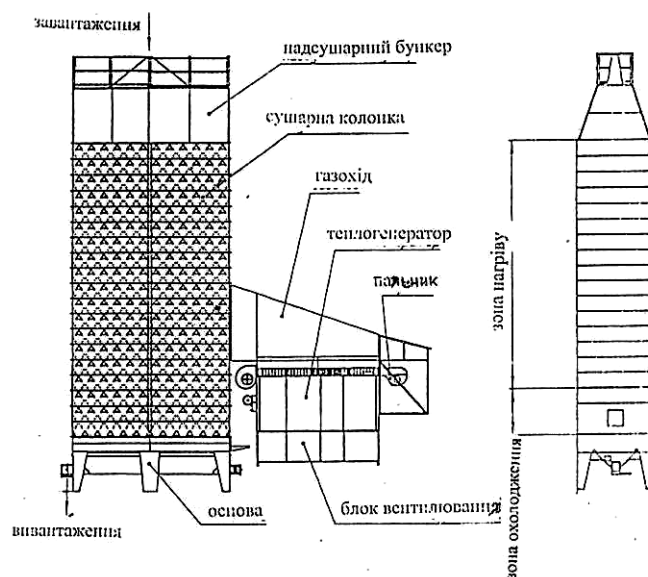 завантаження
надсушарний бункер
сушарна колонка
газохід
теплогенератор
пальник
зона нагріву
основа
блок вентилювання
вивантаження
зона охолодження